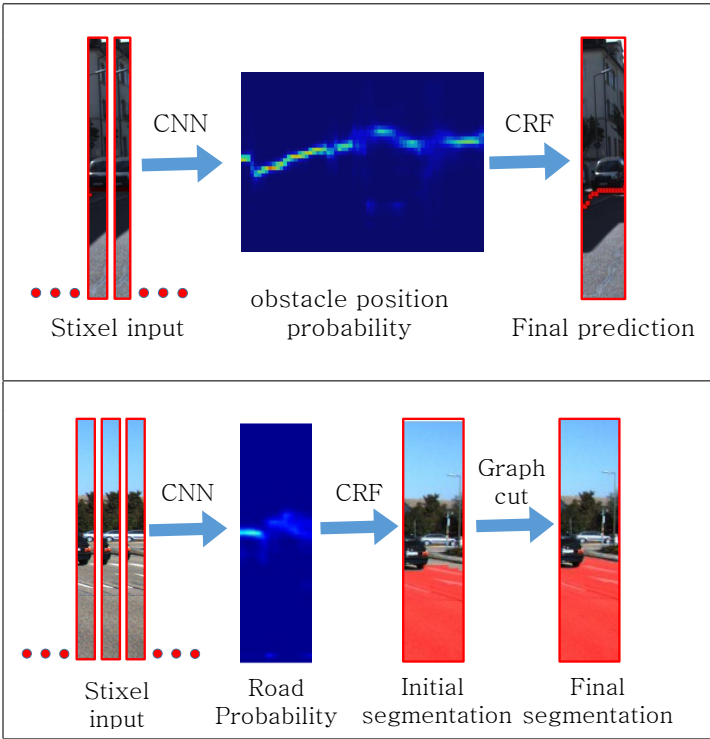 CNN
CRF
obstacle position
probability
Stixel input
Final prediction
CNN
CRF
Graph
cut
Stixel
input
Road
Probability
Initial
segmentation
Final
segmentation